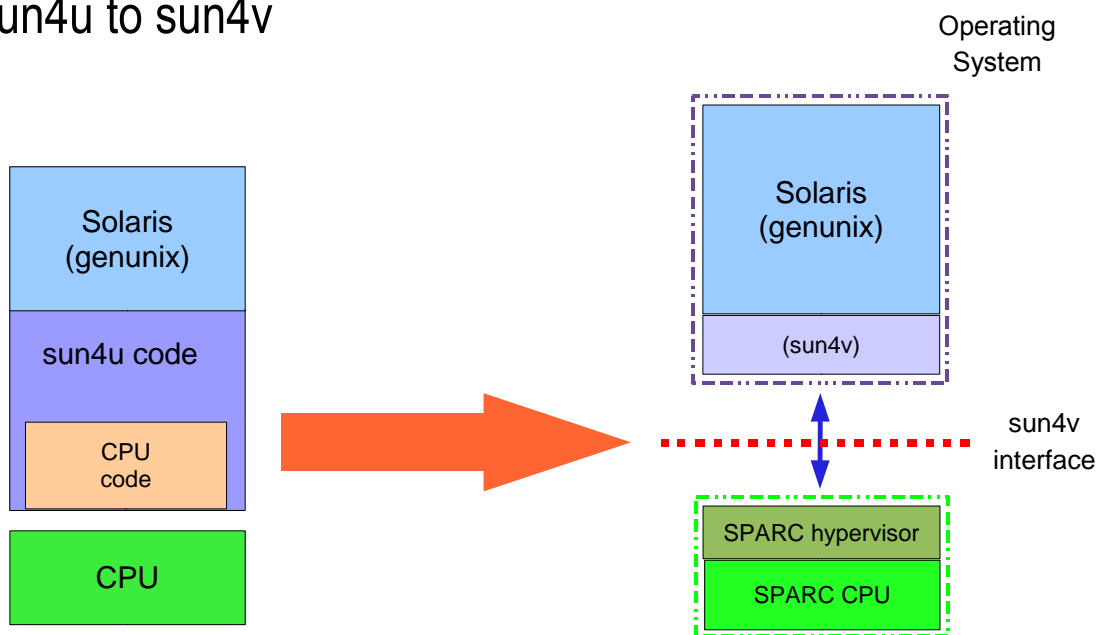 un4u to sun4v
Operating
System
Solaris
(genunix)
sun4u code
CPU
code
CPU
Solaris
(genunix)
(sun4v)
sun4v
interface
SPARC hypervisor
SPARC CPU